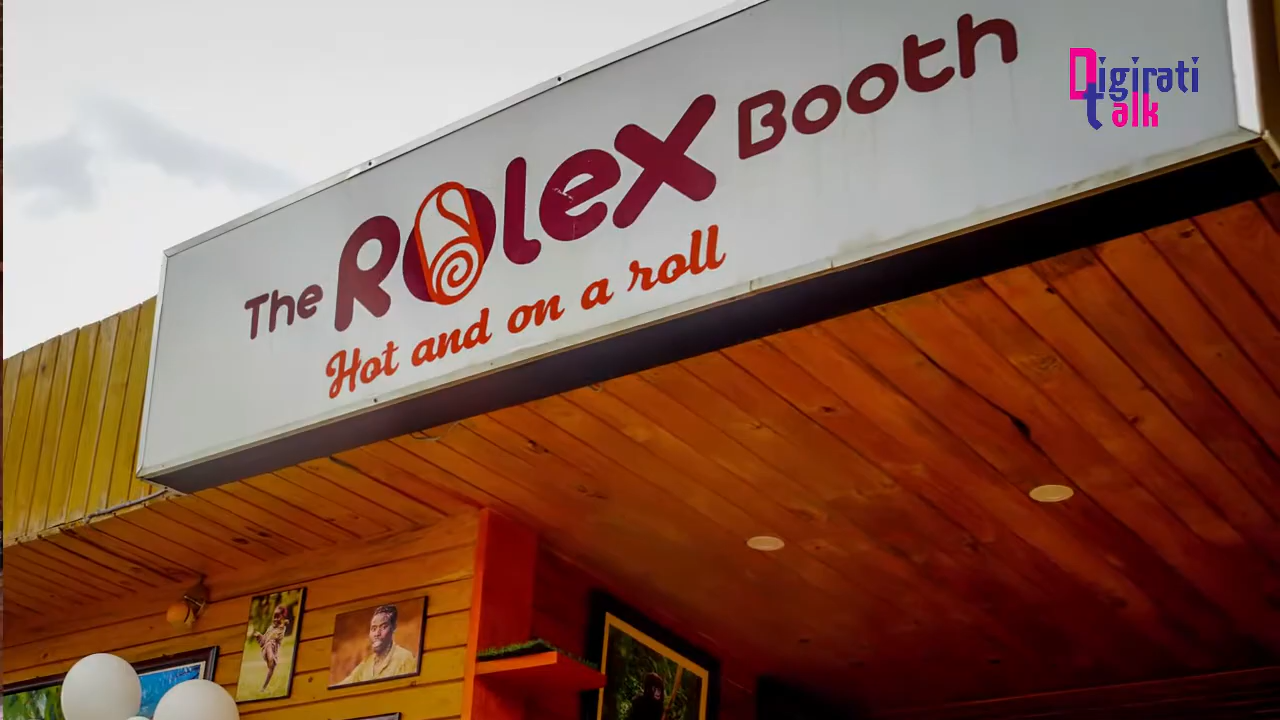 The Rolex Booth
Hot and on a roll
Digirati
talk